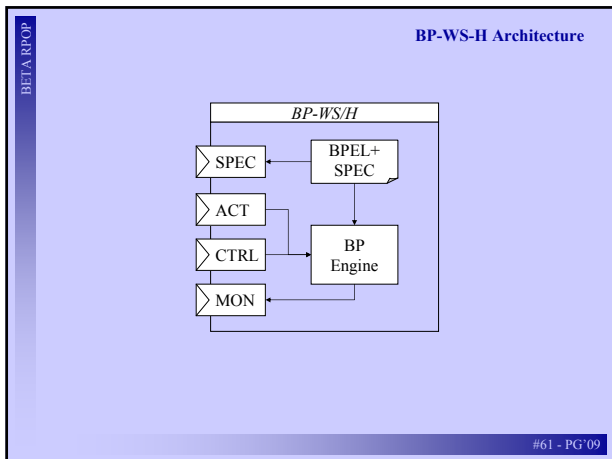 BETA RPOP
BP-WS-H Architecture
BP-WS/H
SPEC
BPEL+
SPEC
ACT
CTRL
BP
Engine
MON
#61 - PG'09